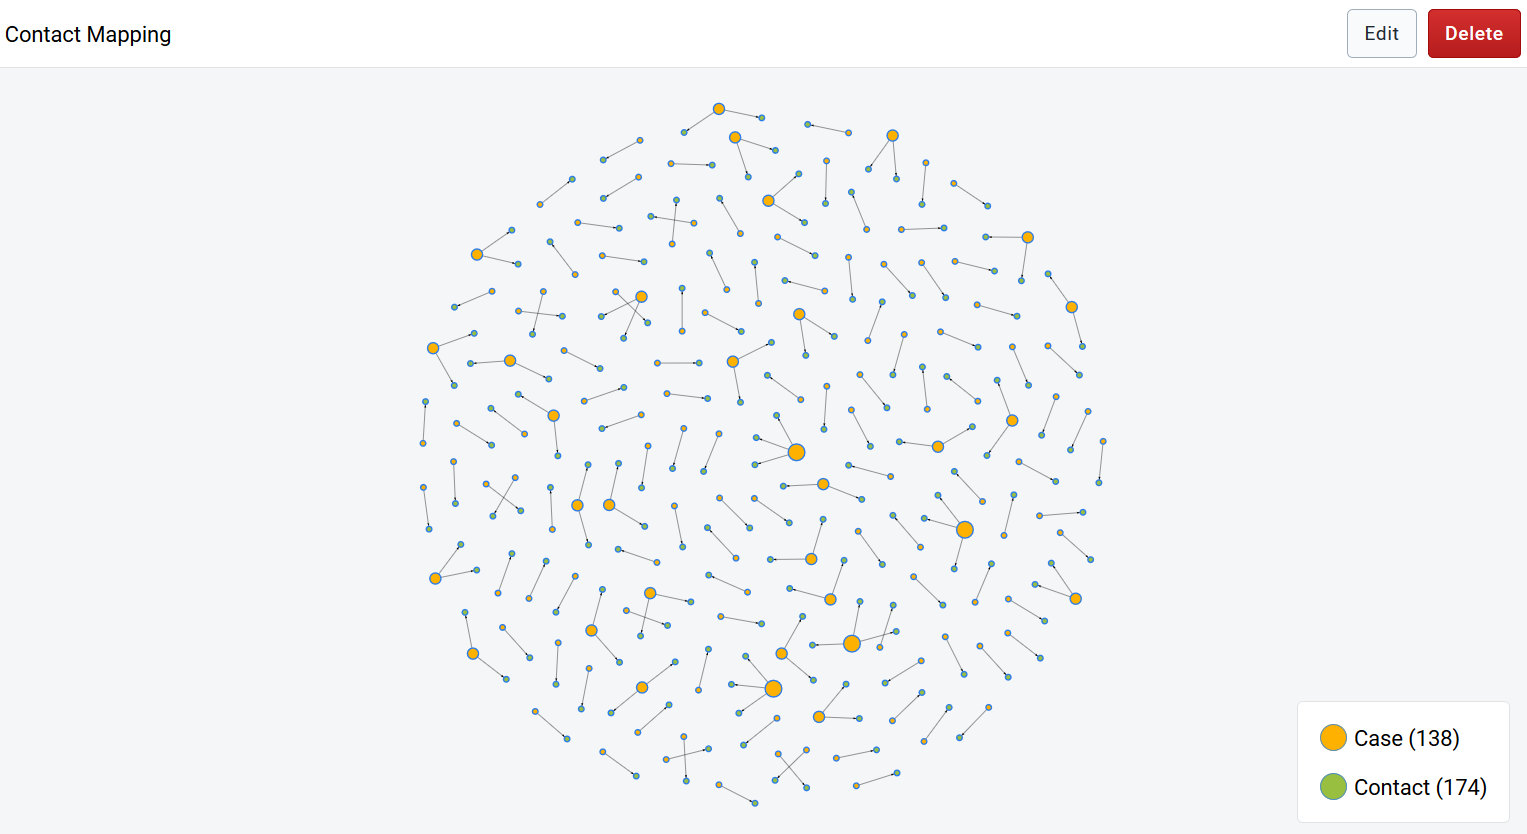 Contact Mapping
Edit
Delete
Case (138)
Contact (174)